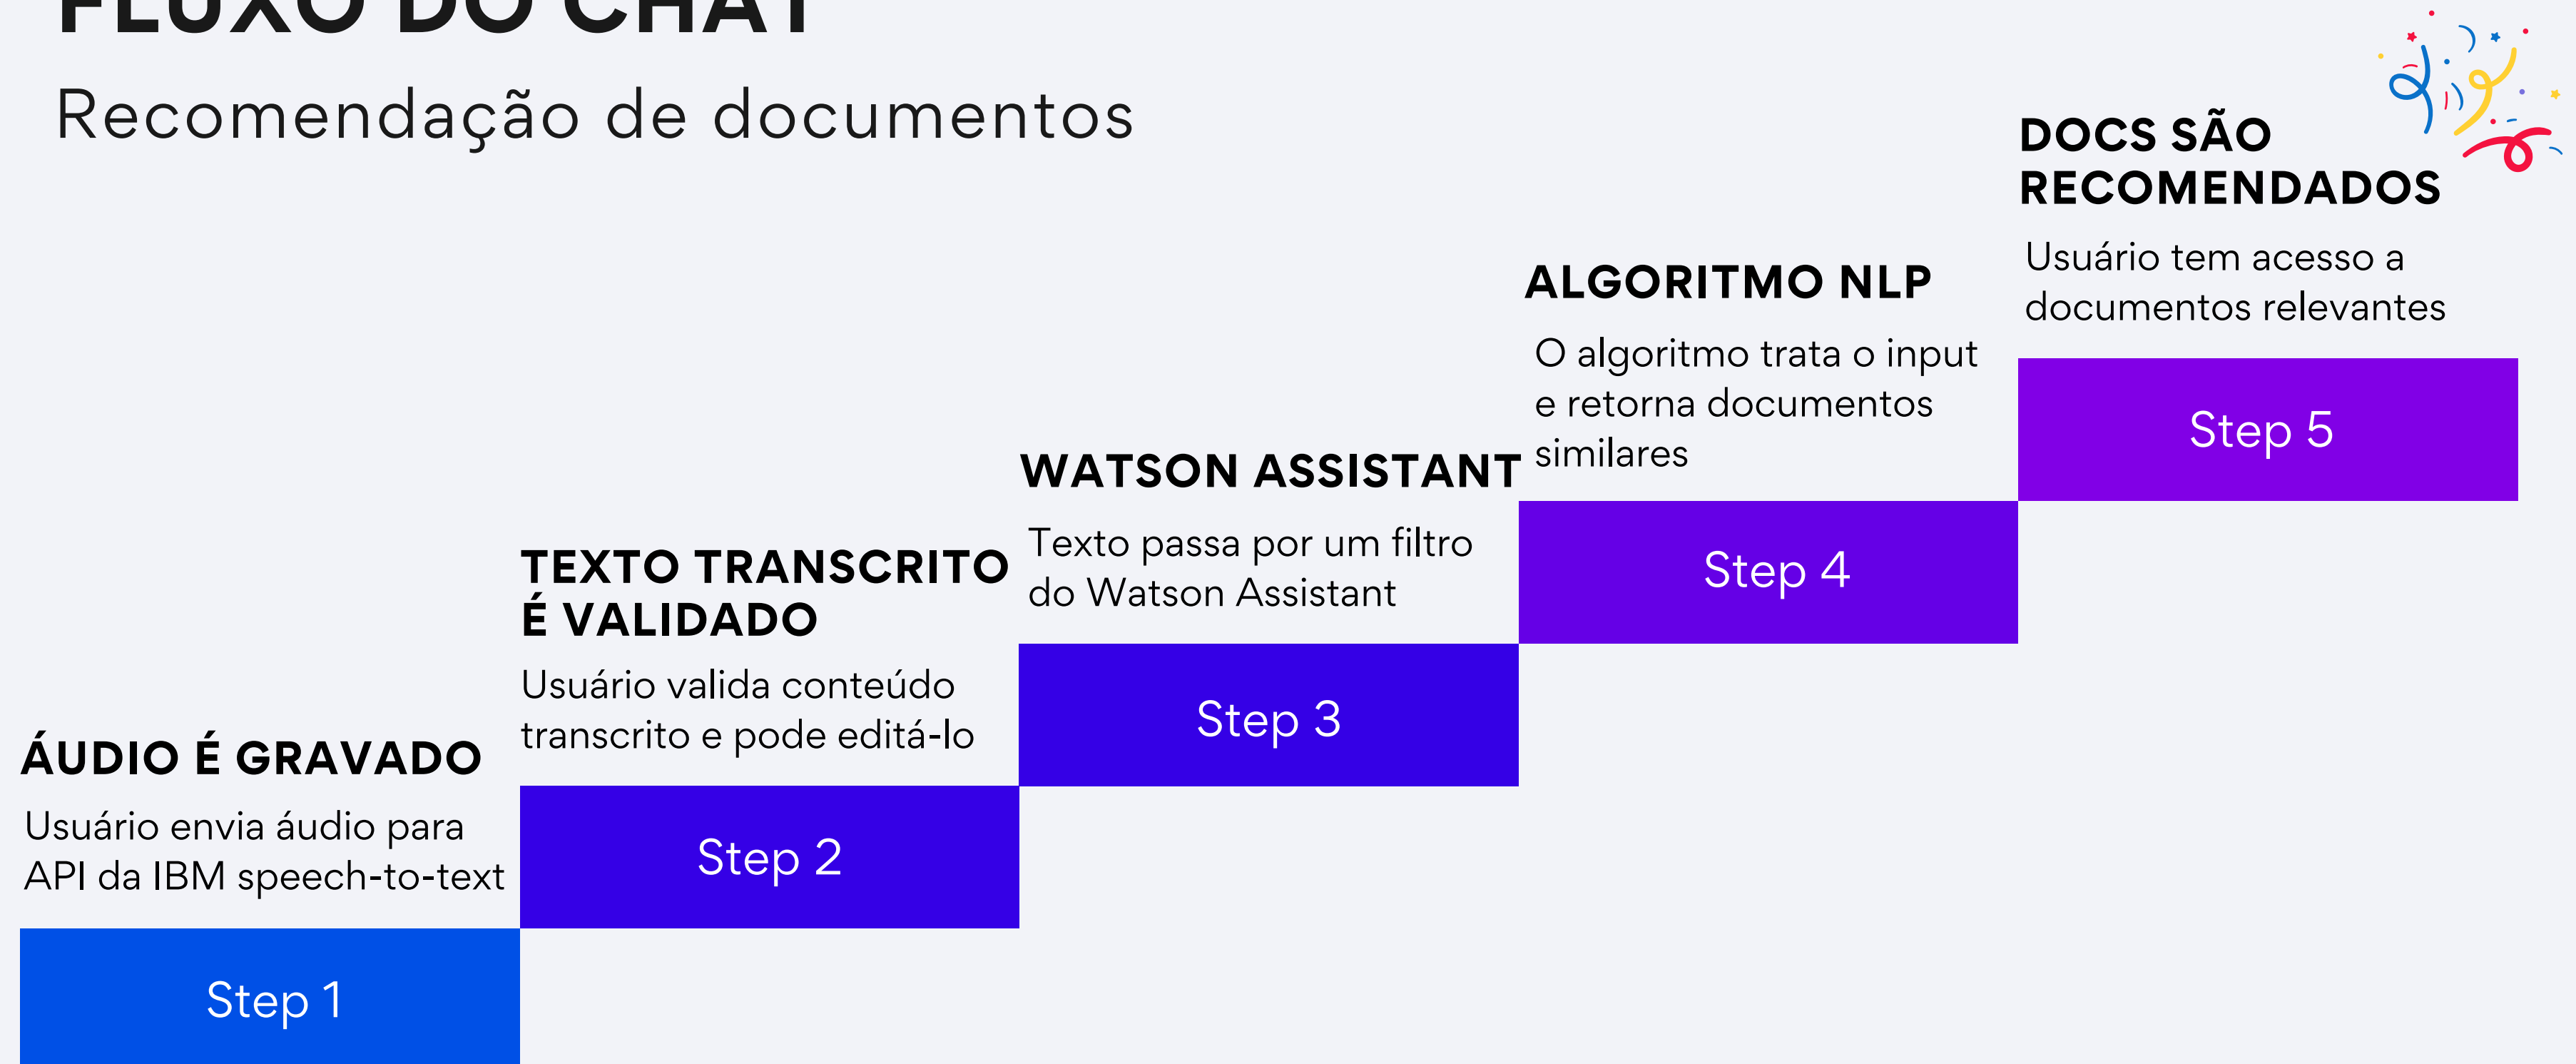 FLUXO DO CHAT
Recomendação de documentos
ÁUDIO É GRAVADO
Usuário envia áudio para
API da IBM speech-to-text
Step 1
TEXTO TRANSCRITO
É VALIDADO
Usuário valida conteúdo
transcrito e pode editá-lo
Step 2
WATSON ASSISTANT
Texto passa por um filtro
do Watson Assistant
Step 3
ALGORITMO NLP
O algoritmo trata o input
e retorna documentos
similares
Step 4
DOCS SÃO
RECOMENDADOS
Usuário tem acesso a
documentos relevantes
Step 5